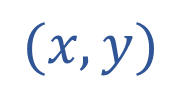 (x, y)